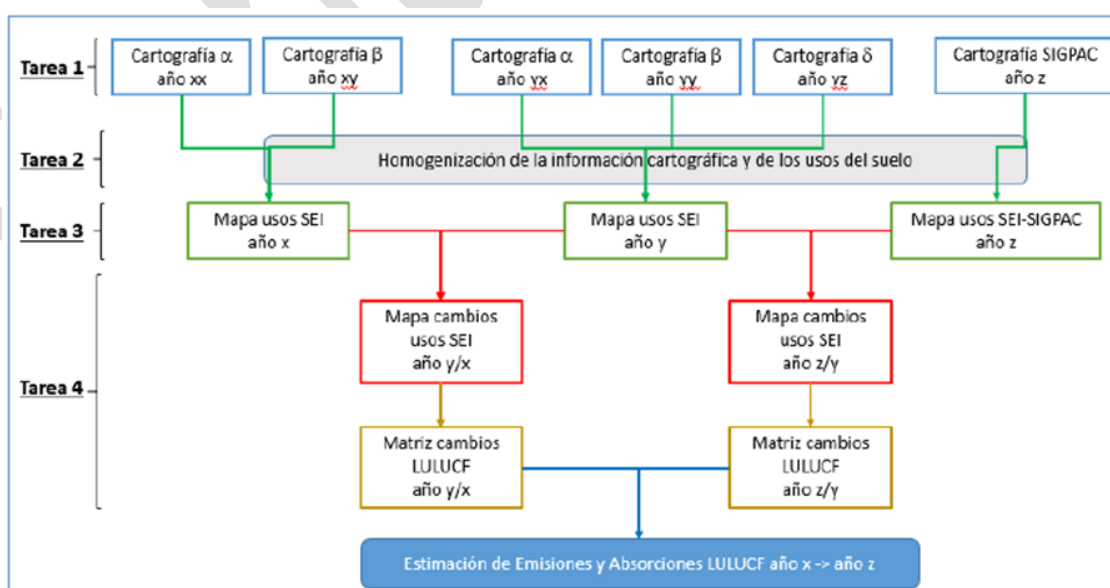 Tarea 1
Cartografía α
año xx
Cartografía β
año xy
Cartografía α
año yx
Cartografía β
año yy
Cartografía δ
año yz
Cartografía SIGPAC
año z
Tarea 2
Homogenización de la información cartográfica y de los usos del suelo
Tarea 3
Mapa usos SEI
año x
Mapa usos SEI
año y
Mapa usos SEI-SIGPAC
año z
Tarea 4
Mapa cambios
usos SEI
año y/x
Mapa cambios
usos SEI
año z/y
Matriz cambios
LULUCF
año y/x
Matriz cambios
LULUCF
año z/y
Estimación de Emisiones y Absorciones LULUCF año x -> año z